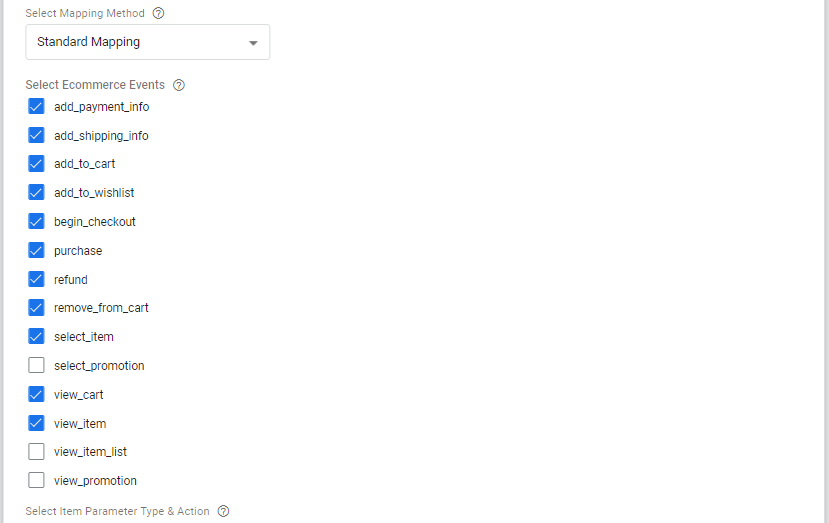 Select Mapping Method
Standard Mapping
Select Ecommerce Events
add_payment_info
add_shipping_info
add_to_cart
add_to_wishlist
begin_checkout
purchase
refund
remove_from_cart
select_item
select_promotion
view_cart
view_item
view_item_list
view_promotion
Select Item Parameter Type & Action